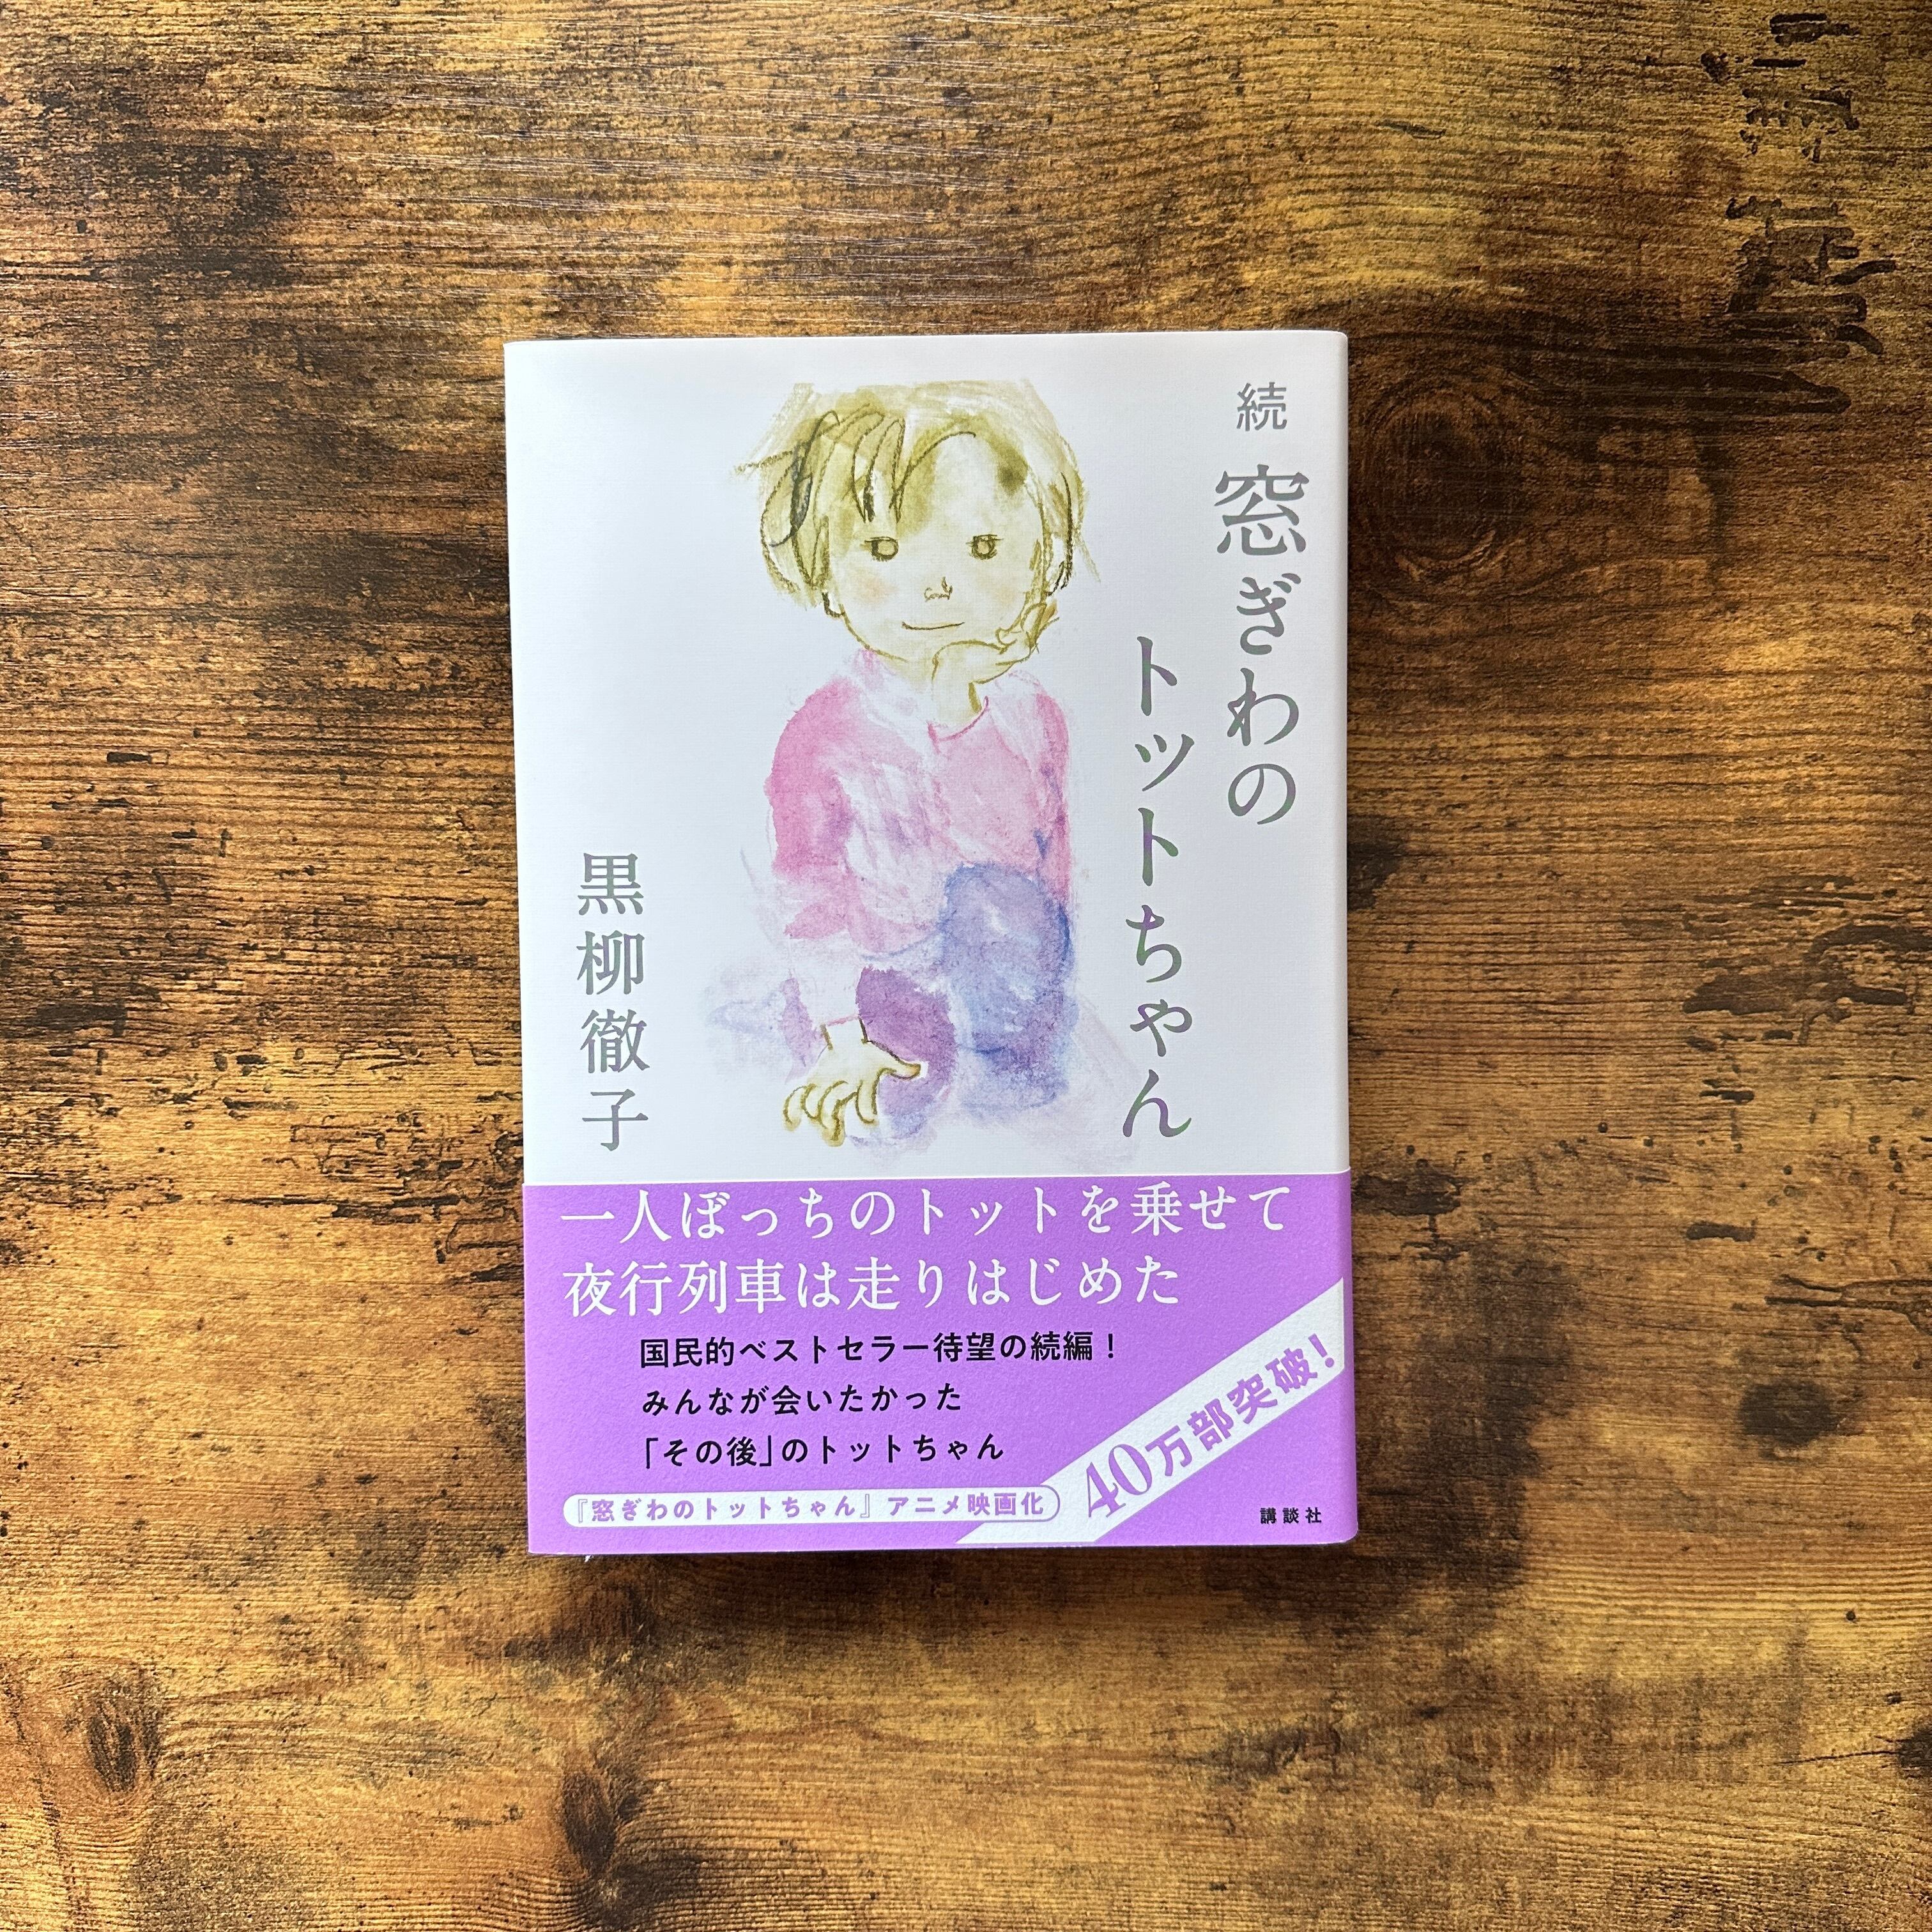 続 窓ぎわの
トットちゃん
黒柳徹子
一人ぼっちのトットを乗せて
夜行列車は走りはじめた
国民的ベストセラー待望の続編！
みんなが会いたかった
「その後」のトットちゃん
『窓ぎわのトットちゃん』アニメ映画化
40万部突破！
講談社